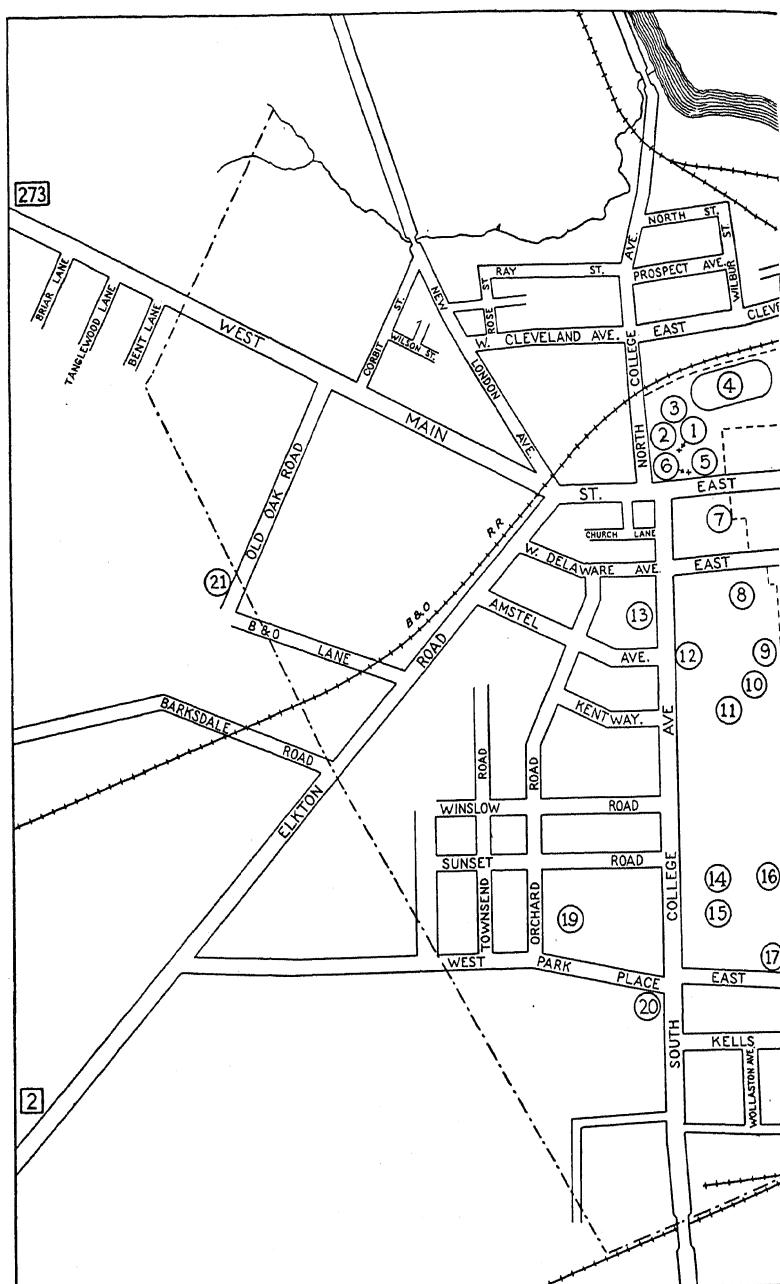 273
BRIAR LANE
TANGLEWOOD LANE
BENT LANE
WEST
MAIN
ST.
EAST
CORBIT ST.
WILSON ST.
NEW
LONDON
AVE.
ROSE ST
RAY ST.
W. CLEVELAND AVE.
EAST
CLEVE
NORTH ST.
PROSPECT AVE.
WILBUR ST.
NORTH
COLLEGE
AVE.
4
3
2
1
6
5
7
CHURCH LANE
OLD OAK ROAD
21
B & O LANE
B & O
R R
W. DELAWARE AVE.
EAST
8
13
AMSTEL
AVE.
12
9
10
11
KENTWAY.
BARKSDALE
ROAD
ELKTON
ROAD
WINSLOW
ROAD
SUNSET
ROAD
TOWNSEND
ROAD
ORCHARD
ROAD
14
16
15
19
17
WEST
PARK
PLACE
EAST
20
SOUTH
COLLEGE
AVE
KELLS
WOLLASTON AVE.
2